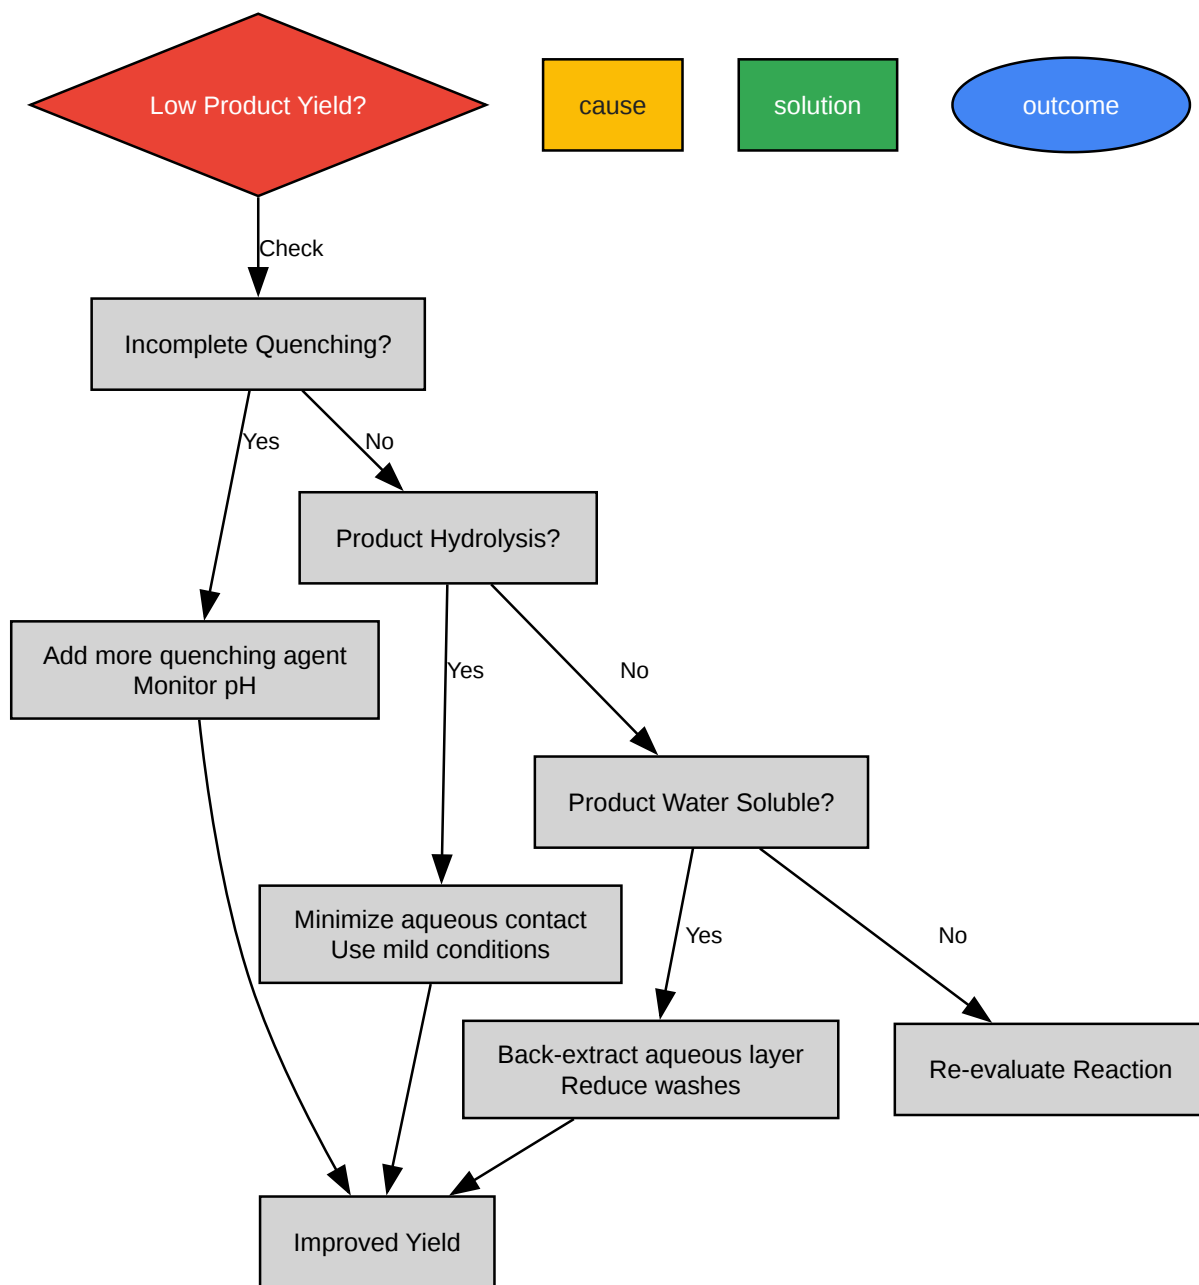 Low Product Yield?
cause
solution
outcome
Check
Incomplete Quenching?
Yes
No
Product Hydrolysis?
Add more quenching agent
Monitor pH
Yes
No
Product Water Soluble?
Minimize aqueous contact
Use mild conditions
Yes
No
Back-extract aqueous layer
Reduce washes
Re-evaluate Reaction
Improved Yield